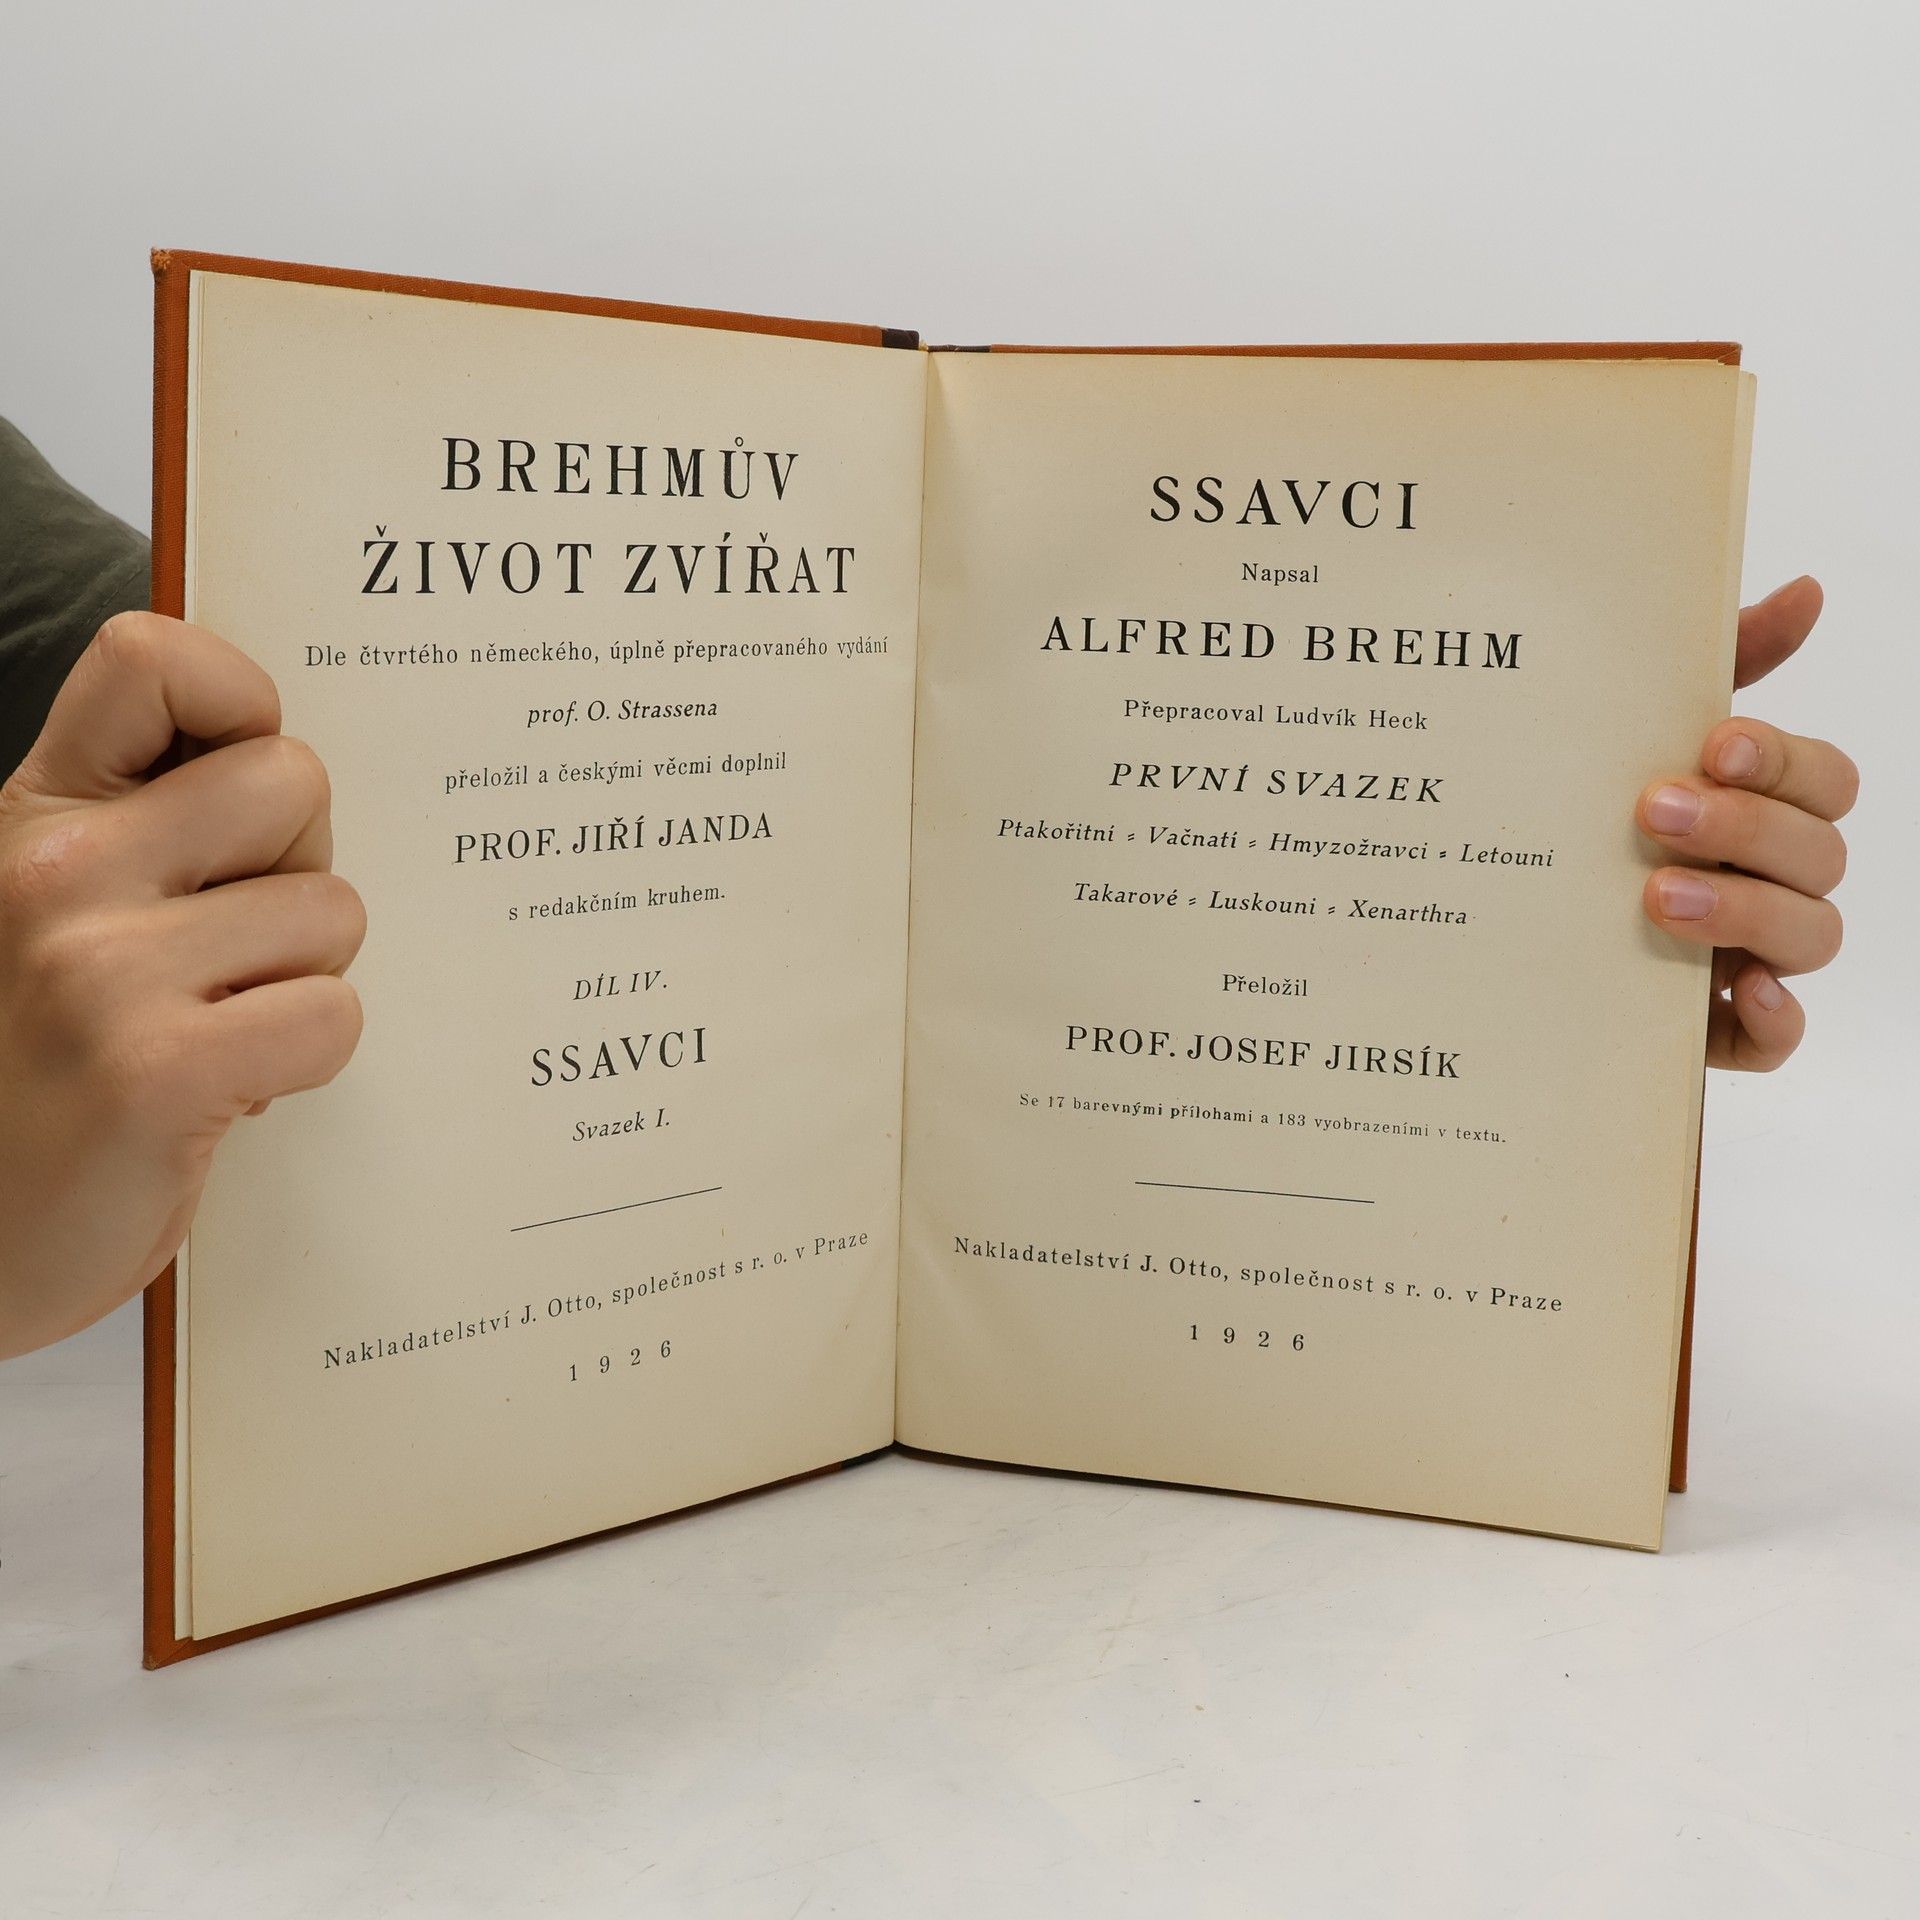 BREHMŮV
ŽIVOT ZVÍŘAT
Dle čtvrtého německého, úplně přepracovaného vydání
prof. O. Strassena
přeložil a českými věcmi doplnil
PROF. JIŘÍ JANDA
s redakčním kruhem.
DÍL IV.
SSAVCI
Svazek I.
Nakladatelství J. Otto, společnost s r. o. v Praze
1926
SSAVCI
Napsal
ALFRED BREHM
Přepracoval Ludvík Heck
PRVNÍ SVAZEK
Ptakořitní - Vačnatí - Hmyzožravci - Letouni
Takarové - Luskouni - Xenarthra
Přeložil
PROF. JOSEF JIRSÍK
Se 17 barevnými přílohami a 183 vyobrazeními v textu.
Nakladatelství J. Otto, společnost s r. o. v Praze
1926